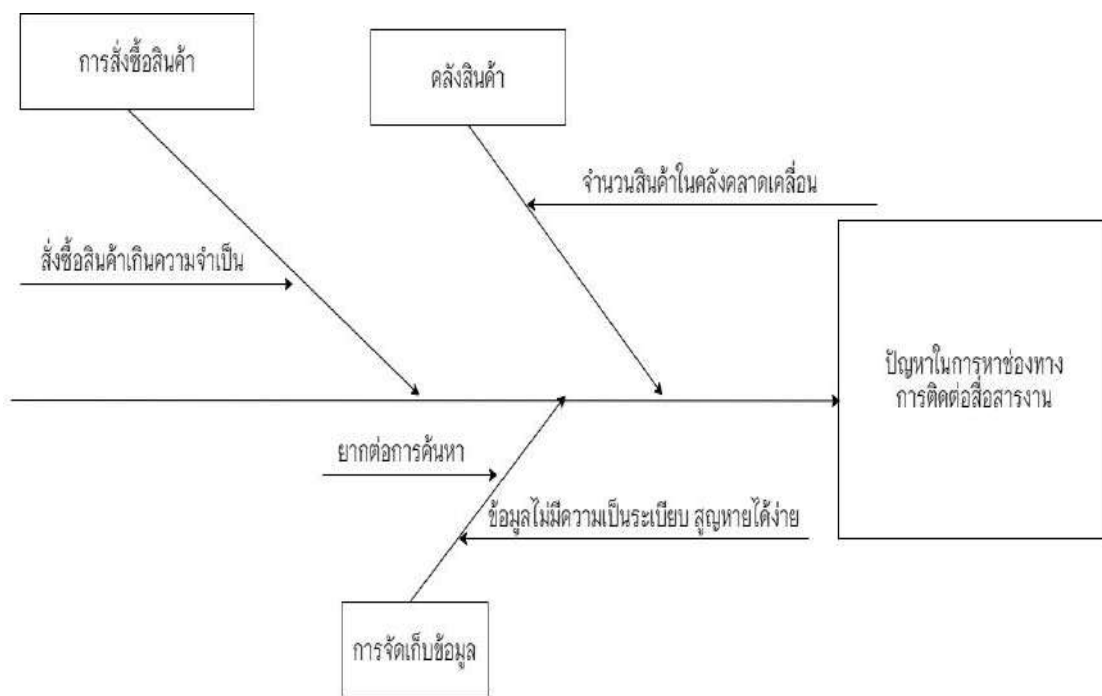 การสั่งซื้อสินค้า
คลังสินค้า
จำนวนสินค้าในคลังคลาดเคลื่อน
สั่งซื้อสินค้าเกินความจำเป็น
ปัญหาในการหาช่องทาง
การติดต่อสื่อสารงาน
ยากต่อการค้นหา
ข้อมูลไม่มีความเป็นระเบียบ สูญหายได้ง่าย
การจัดเก็บข้อมูล